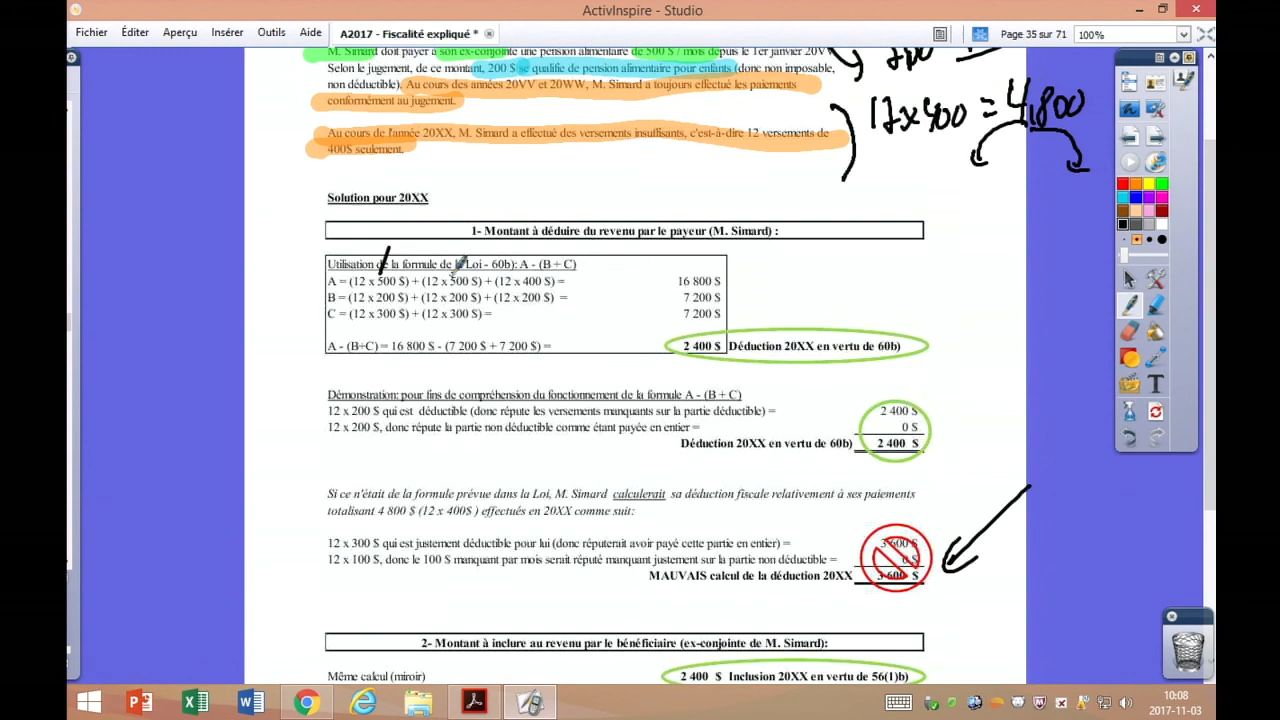 ActivInspire - Studio
Fichier Éditer Aperçu Insérer Outils Aide A2017 - Fiscalité expliqué * Page 35 sur 71 100%
M. Simard doit payer à son ex-conjointe une pension alimentaire de 500 $ / mois depuis le 1er janvier 20VV
Selon le jugement, de ce montant, 200 $ se qualifie de pension alimentaire pour enfants (donc non imposable,
non déductible). Au cours des années 20VV et 20WW, M. Simard a toujours effectué les paiements
conformément au jugement.
12x400 = 4,800
Au cours de l'année 20XX, M. Simard a effectué des versements insuffisants, c'est-à-dire 12 versements de
400$ seulement.
Solution pour 20XX
1- Montant à déduire du revenu par le payeur (M. Simard) :
Utilisation de la formule de la Loi - 60b): A - (B + C)
A = (12 x 500 $) + (12 x 500 $) + (12 x 400 $) = 16 800 $
B = (12 x 200 $) + (12 x 200 $) + (12 x 200 $) = 7 200 $
C = (12 x 300 $) + (12 x 300 $) = 7 200 $
A - (B+C) = 16 800 $ - (7 200 $ + 7 200 $) = 2 400 $ Déduction 20XX en vertu de 60b)
Démonstration: pour fins de compréhension du fonctionnement de la formule A - (B + C)
12 x 200 $ qui est déductible (donc répute les versements manquants sur la partie déductible) = 2 400 $
12 x 200 $, donc répute la partie non déductible comme étant payée en entier = 0 $
Déduction 20XX en vertu de 60b) 2 400 $
Si ce n'était de la formule prévue dans la Loi, M. Simard calculerait sa déduction fiscale relativement à ses paiements
totalisant 4 800 $ (12 x 400$ ) effectués en 20XX comme suit:
12 x 300 $ qui est justement déductible pour lui (donc réputerait avoir payé cette partie en entier) = 3 600 $
12 x 100 $, donc le 100 $ manquant par mois serait réputé manquant justement sur la partie non déductible = 0 $
MAUVAIS calcul de la déduction 20XX 3 600 $
2- Montant à inclure au revenu par le bénéficiaire (ex-conjointe de M. Simard):
Même calcul (miroir) 2 400 $ Inclusion 20XX en vertu de 56(1)b)
10:08
2017-11-03